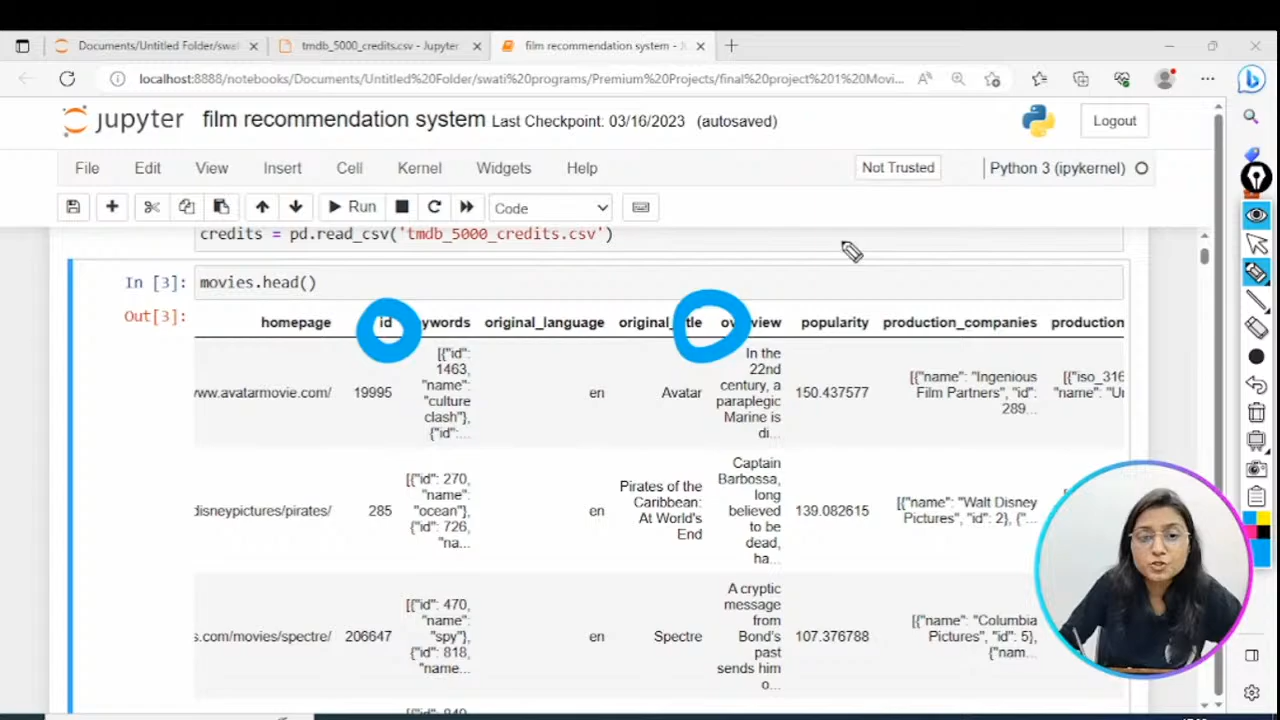 Documents/Untitled Folder/swati
tmdb_5000_credits.csv - Jupyter
film recommendation system - J
localhost:8888/notebooks/Documents/Untitled%20Folder/swati%20programs/Premium%20Projects/final%20project%201%20Movi...
jupyter film recommendation system Last Checkpoint: 03/16/2023 (autosaved)
Logout
File Edit View Insert Cell Kernel Widgets Help
Not Trusted
Python 3 (ipykernel)
Run
Code
credits = pd.read_csv('tmdb_5000_credits.csv')
In [3]: movies.head()
Out[3]:
homepage id ywords original_language original_tle ov view popularity production_companies production
www.avatarmovie.com/ 19995
[{"id":
1463,
"name":
"culture
clash"},
{"id":...
en Avatar
In the
22nd
century, a
paraplegic
Marine is
di...
150.437577
[{"name": "Ingenious
Film Partners", "id":
289...
[{"iso_316
"name": "Ur
disneypictures/pirates/ 285
[{"id": 270,
"name":
"ocean"},
{"id": 726,
"na...
en
Pirates of the
Caribbean:
At World's
End
Captain
Barbossa,
long
believed
to be
dead,
ha...
139.082615
[{"name": "Walt Disney
Pictures", "id": 2}, {"...
s.com/movies/spectre/ 206647
[{"id": 470,
"name":
"spy"},
{"id": 818,
"name...
en Spectre
A cryptic
message
from
Bond's
past
sends him
o...
107.376788
[{"name": "Columbia
Pictures", "id": 5},
{"nam...